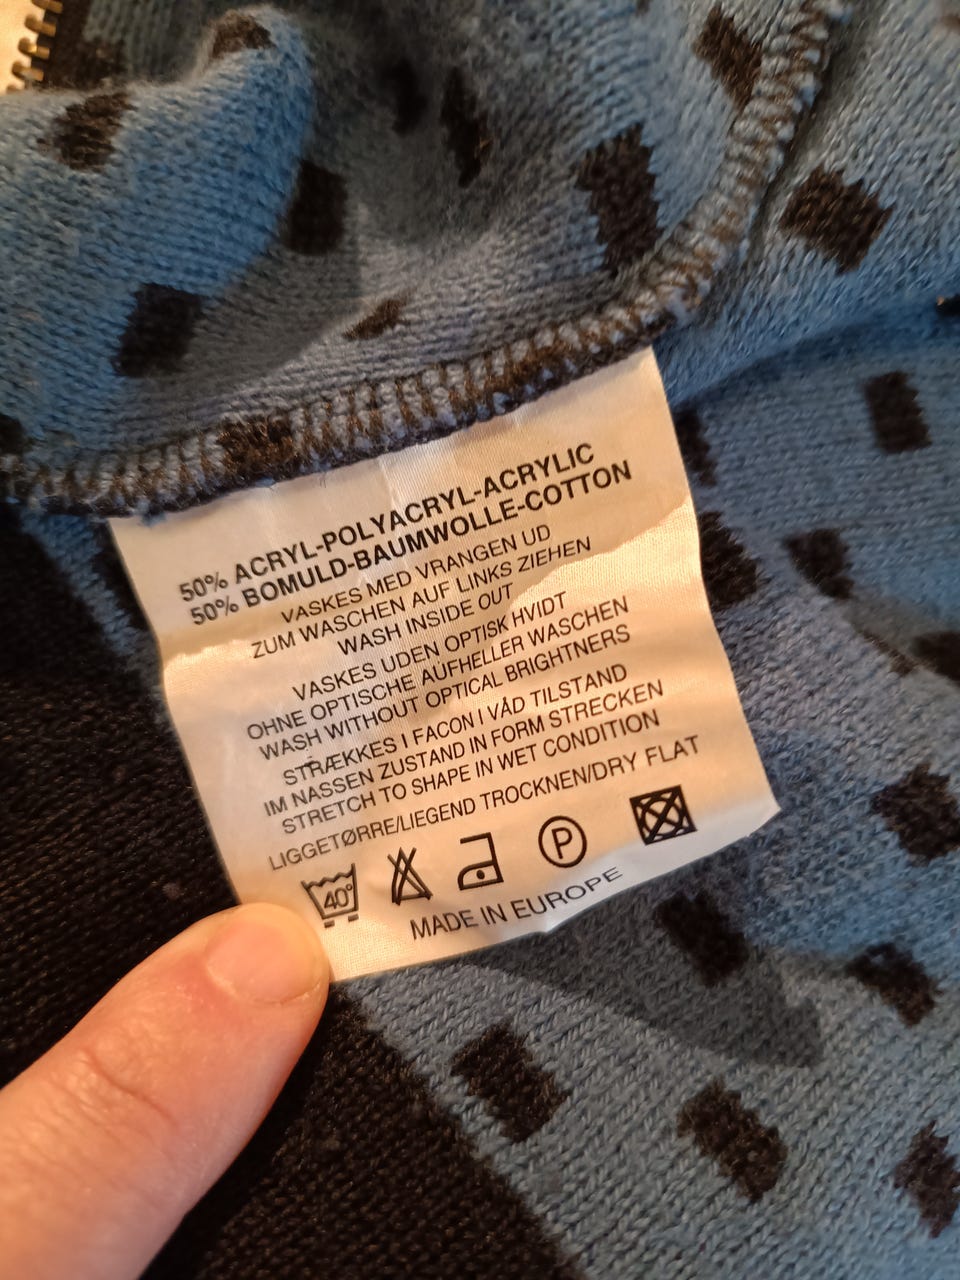 50% ACRYL-POLYACRYL-ACRYLIC
50% BOMULD-BAUMWOLLE-COTTON
VASKES MED VRANGEN UD
ZUM WASCHEN AUF LINKS ZIEHEN
WASH INSIDE OUT
VASKES UDEN OPTISK HVIDT
OHNE OPTISCHE AUFHELLER WASCHEN
WASH WITHOUT OPTICAL BRIGHTNERS
STRÆKKES I FACON I VÅD TILSTAND
IM NASSEN ZUSTAND IN FORM STRECKEN
STRETCH TO SHAPE IN WET CONDITION
LIGGETØRRE/LIEGEND TROCKNEN/DRY FLAT
40° P
MADE IN EUROPE